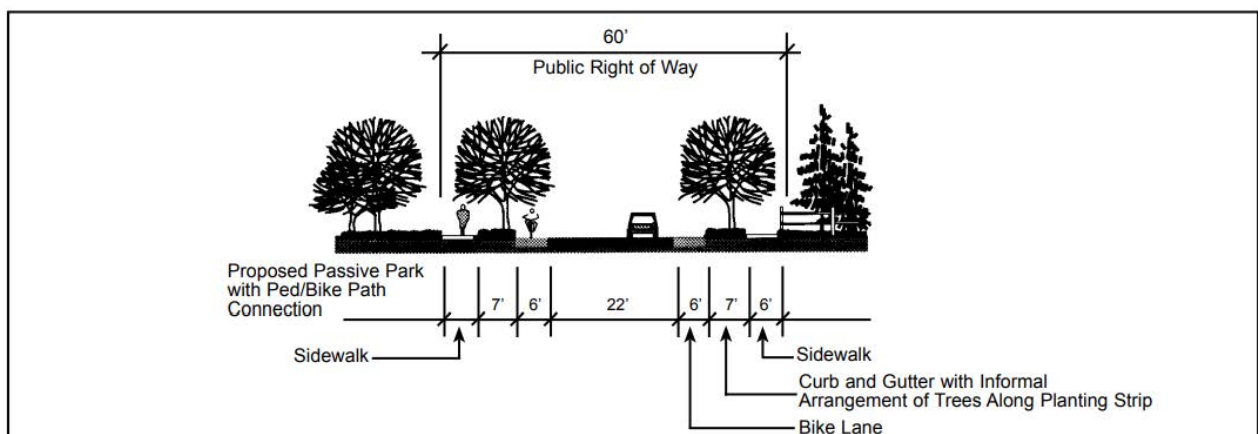 60’
Public Right of Way
Proposed Passive Park
with Ped/Bike Path
Connection
7’ 6’ 22’ 6’ 7’ 6’
Sidewalk
Sidewalk
Curb and Gutter with Informal
Arrangement of Trees Along Planting Strip
Bike Lane